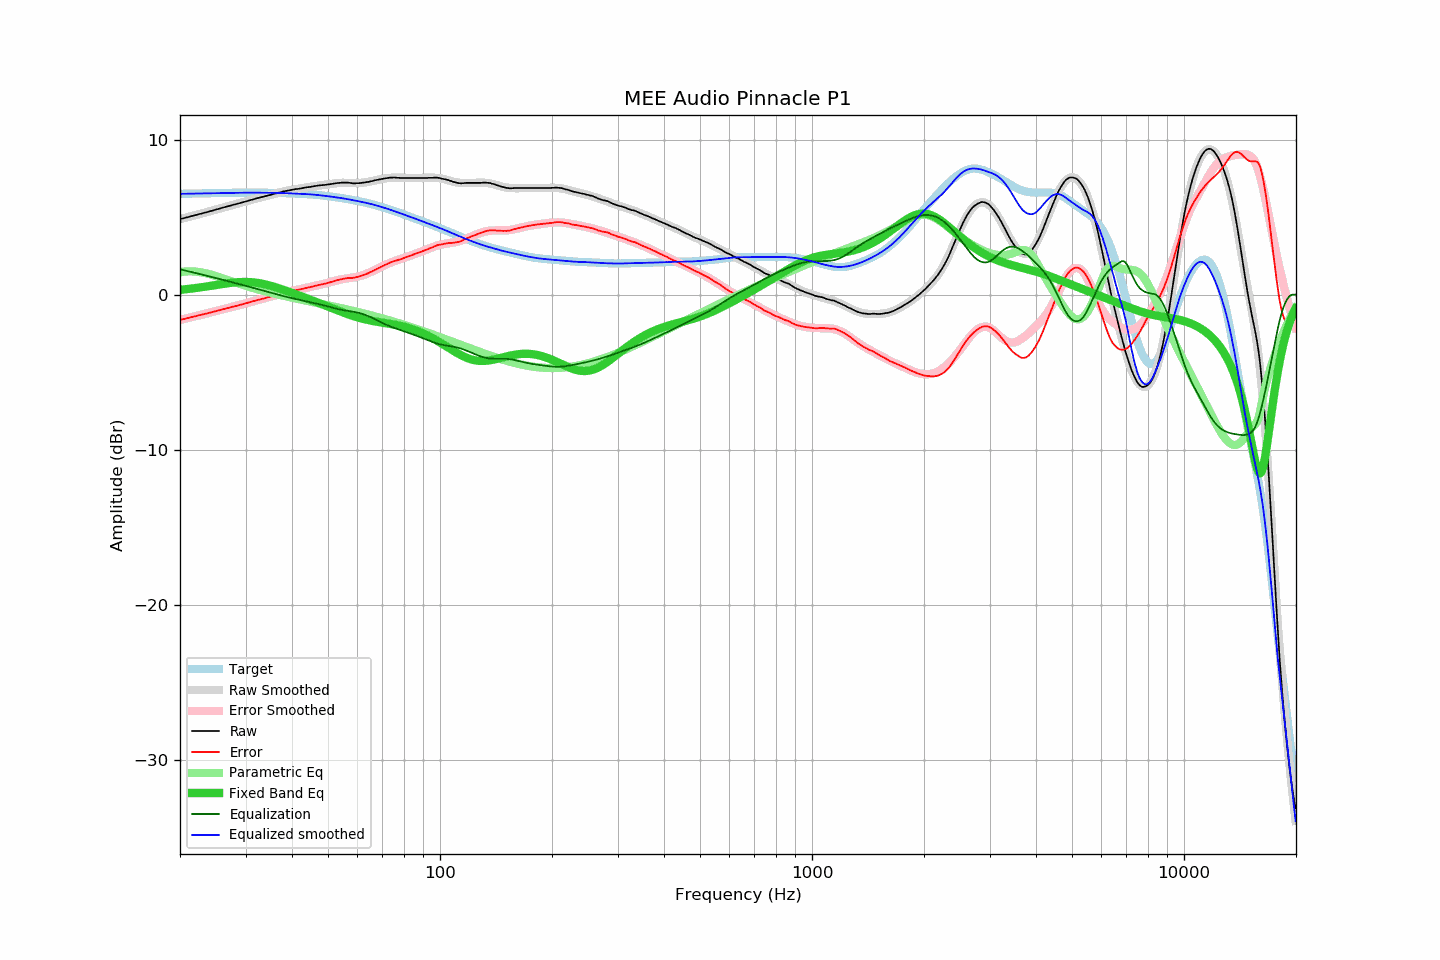 MEE Audio Pinnacle P1
10
0
−10
−20
−30
Amplitude (dBr)
Target
Raw Smoothed
Error Smoothed
Raw
Error
Parametric Eq
Fixed Band Eq
Equalization
Equalized smoothed
100
1000
10000
Frequency (Hz)